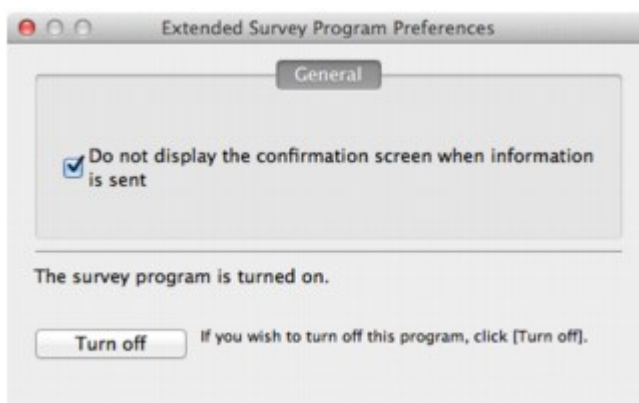 Extended Survey Program Preferences
General
Do not display the confirmation screen when information
is sent
The survey program is turned on.
Turn off
If you wish to turn off this program, click [Turn off].